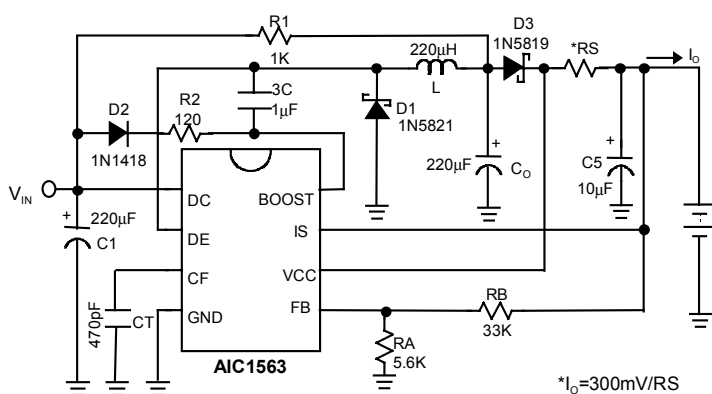 R1
1K
D3
1N5819
*RS
I_O
220µH
L
3C
1µF
D1
1N5821
D2
1N1418
R2
120
220µF
C_O
C5
10µF
V_IN
220µF
C1
DC
BOOST
DE
IS
CF
VCC
GND
FB
470pF
CT
AIC1563
RA
5.6K
RB
33K
*I_O=300mV/RS
+
+
+